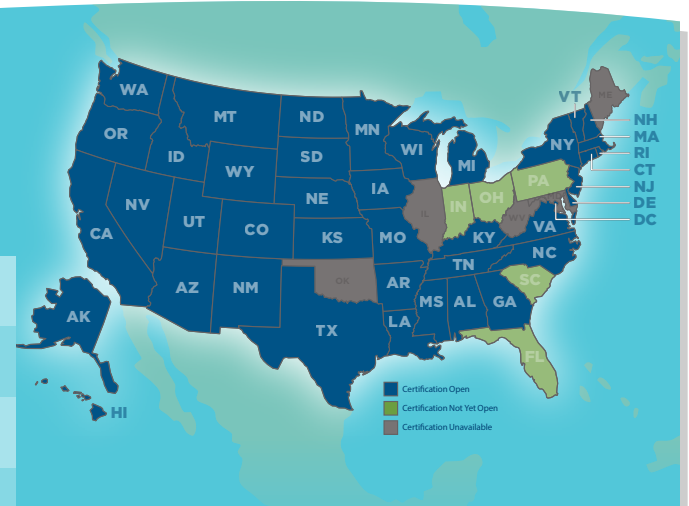 WA
MT
ND
MN
OR
ID
WY
SD
WI
MI
NY
VT
ME
NH
MA
RI
CT
NJ
DE
DC
NV
UT
CO
NE
IA
IL
IN
OH
PA
WV
VA
CA
KS
MO
KY
NC
TN
AZ
NM
OK
AR
SC
MS
AL
GA
LA
TX
FL
AK
HI
Certification Open
Certification Not Yet Open
Certification Unavailable